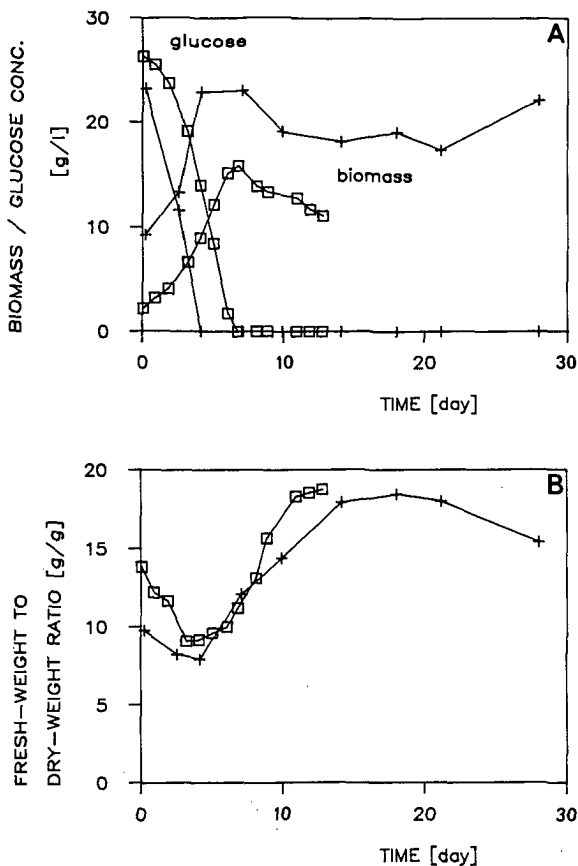 A
glucose
biomass
BIOMASS / GLUCOSE CONC.
[g/l]
30
20
10
0
0 10 20 30
TIME [day]
B
FRESH-WEIGHT TO
DRY-WEIGHT RATIO [g/g]
20
15
10
5
0
0 10 20 30
TIME [day]